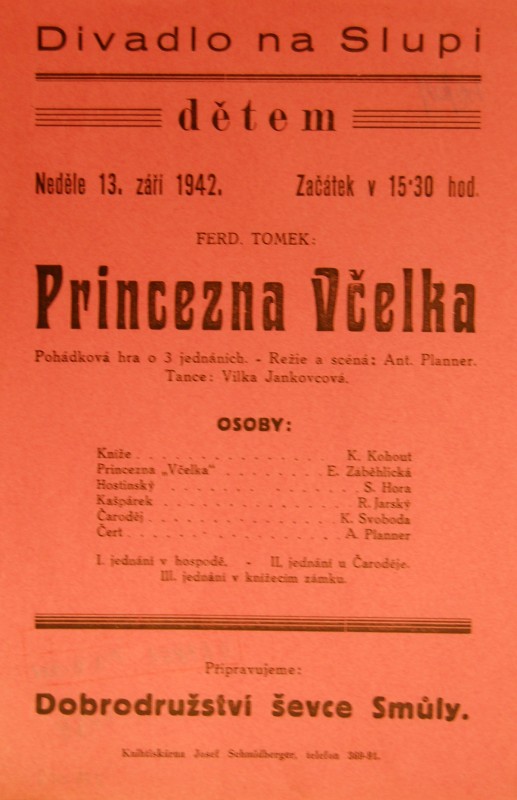 Divadlo na Slupi
dětem
Neděle 13. září 1942. Začátek v 15·30 hod.
FERD. TOMEK:
Princezna Včelka
Pohádková hra o 3 jednáních. - Režie a scéna: Ant. Planner.
Tance: Vilka Jankovcová.
OSOBY:
Kníže . . . . . . . . . . . . . . . K. Kohout
Princezna „Včelka" . . . . . . . . E. Záběhlická
Hostinský . . . . . . . . . . . . . S. Hora
Kašpárek . . . . . . . . . . . . . R. Jarský
Čaroděj . . . . . . . . . . . . . K. Svoboda
Čert . . . . . . . . . . . . . . . A. Planner
I. jednání v hospodě. - II. jednání u Čaroděje.
III. jednání v knížecím zámku.
Připravujeme:
Dobrodružství ševce Smůly.
Knihtiskárna Josef Schmidberger, telefon 369-81.